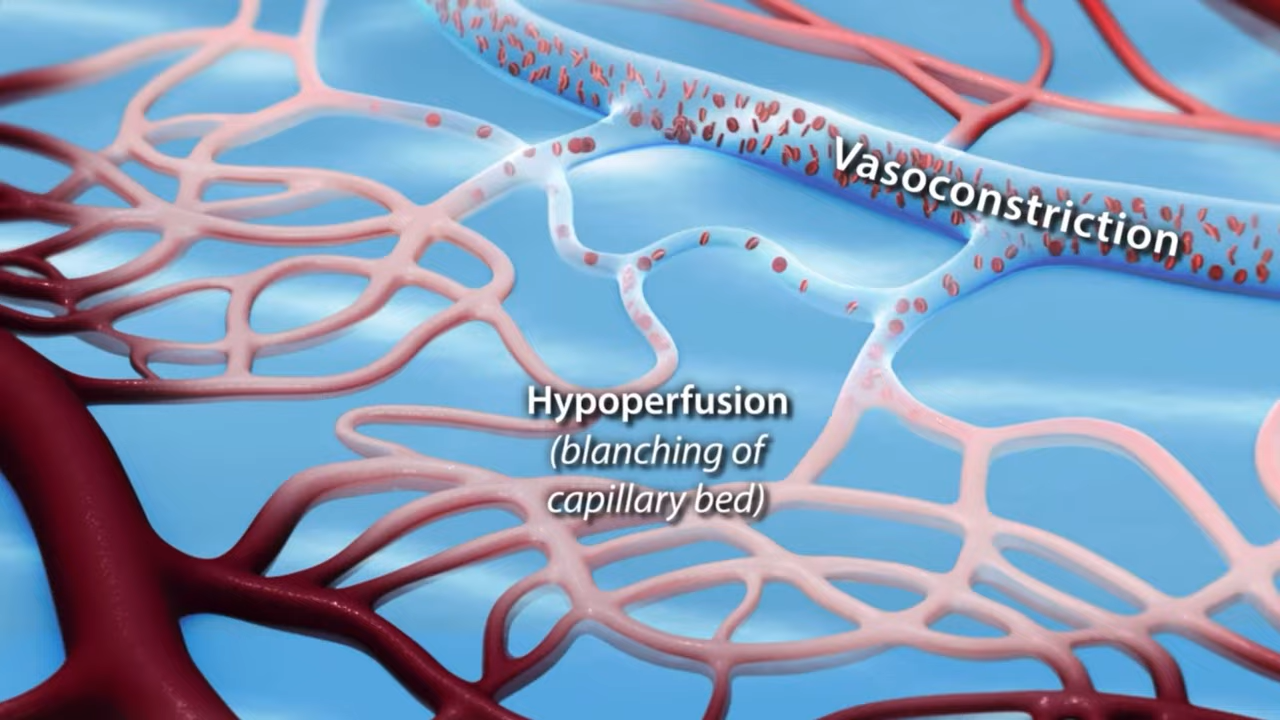 Vasoconstriction
Hypoperfusion
(blanching of
capillary bed)